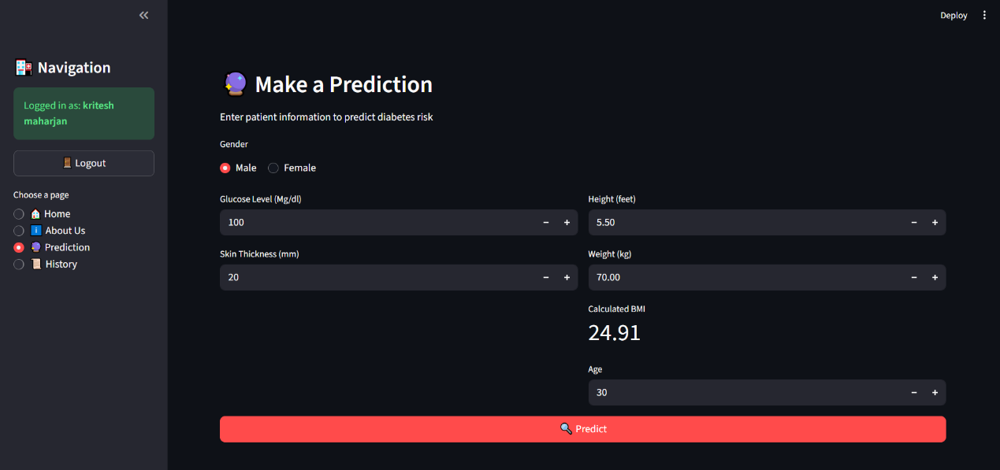 Deploy
Navigation
Logged in as: kritesh
maharjan
Logout
Choose a page
Home
About Us
Prediction
History
Make a Prediction
Enter patient information to predict diabetes risk
Gender
Male Female
Glucose Level (Mg/dl)
100
Skin Thickness (mm)
20
Height (feet)
5.50
Weight (kg)
70.00
Calculated BMI
24.91
Age
30
Predict